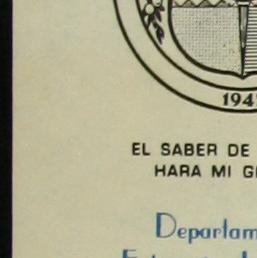 194
EL SABER DE
HARA MI G
Departam